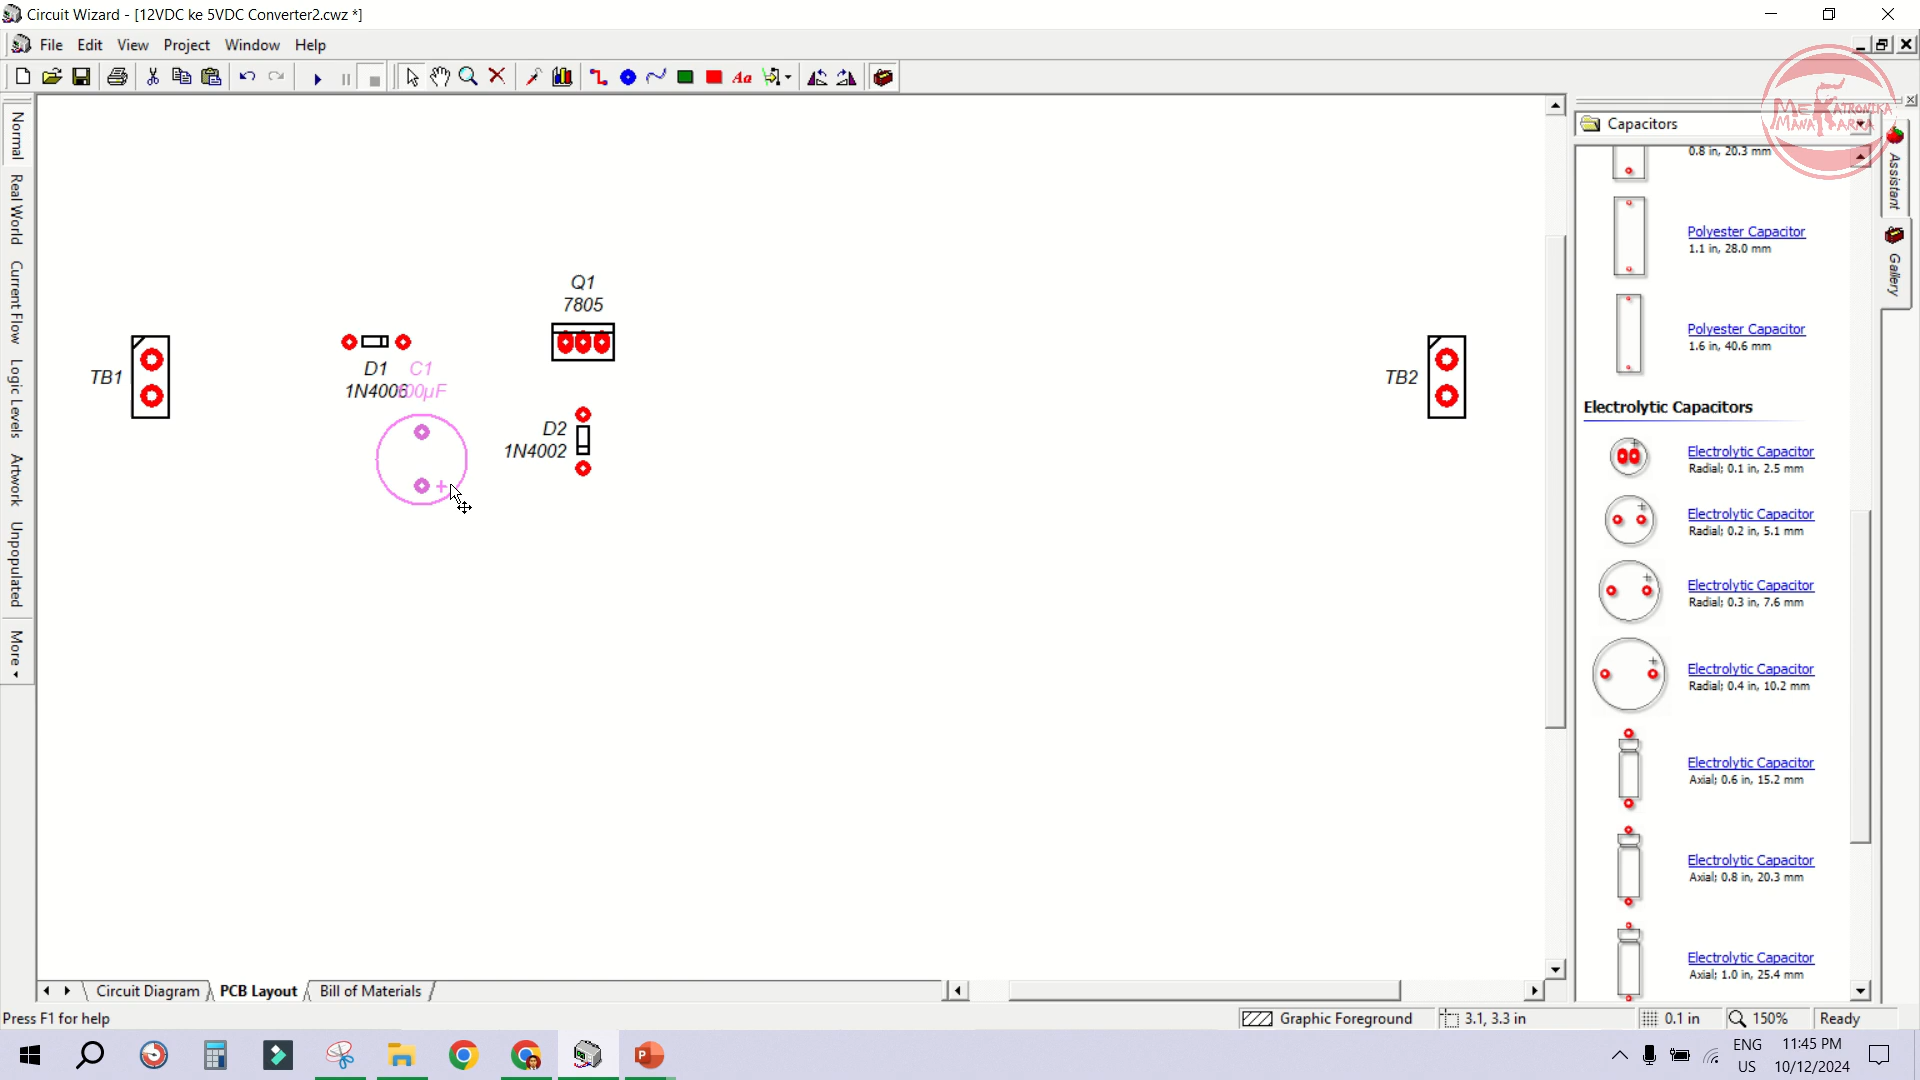 Circuit Wizard - [12VDC ke 5VDC Converter2.cwz *]
File Edit View Project Window Help
Aa
Normal
Real World
Current Flow
Logic Levels
Artwork
Unpopulated
More
TB1
D1
1N4006
C1
00µF
Q1
7805
D2
1N4002
TB2
MEKATRONIKA
MANAKARRA
Capacitors
Assistant
Gallery
0.8 in, 20.3 mm
Polyester Capacitor
1.1 in, 28.0 mm
Polyester Capacitor
1.6 in, 40.6 mm
Electrolytic Capacitors
Electrolytic Capacitor
Radial; 0.1 in, 2.5 mm
Electrolytic Capacitor
Radial; 0.2 in, 5.1 mm
Electrolytic Capacitor
Radial; 0.3 in, 7.6 mm
Electrolytic Capacitor
Radial; 0.4 in, 10.2 mm
Electrolytic Capacitor
Axial; 0.6 in, 15.2 mm
Electrolytic Capacitor
Axial; 0.8 in, 20.3 mm
Electrolytic Capacitor
Axial; 1.0 in, 25.4 mm
Circuit Diagram PCB Layout Bill of Materials
Press F1 for help
Graphic Foreground 3.1, 3.3 in 0.1 in 150% Ready
ENG
US
11:45 PM
10/12/2024